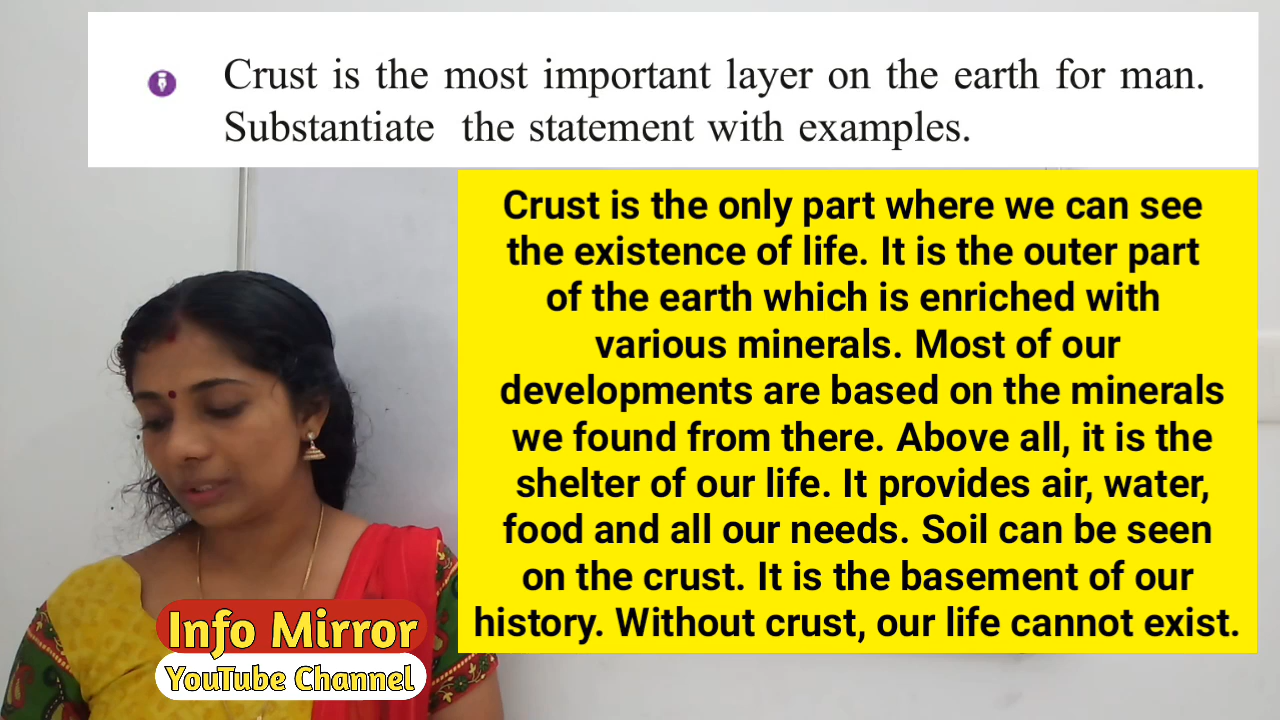 Crust is the most important layer on the earth for man.
Substantiate the statement with examples.
Crust is the only part where we can see
the existence of life. It is the outer part
of the earth which is enriched with
various minerals. Most of our
developments are based on the minerals
we found from there. Above all, it is the
shelter of our life. It provides air, water,
food and all our needs. Soil can be seen
on the crust. It is the basement of our
history. Without crust, our life cannot exist.
Info Mirror
YouTube Channel